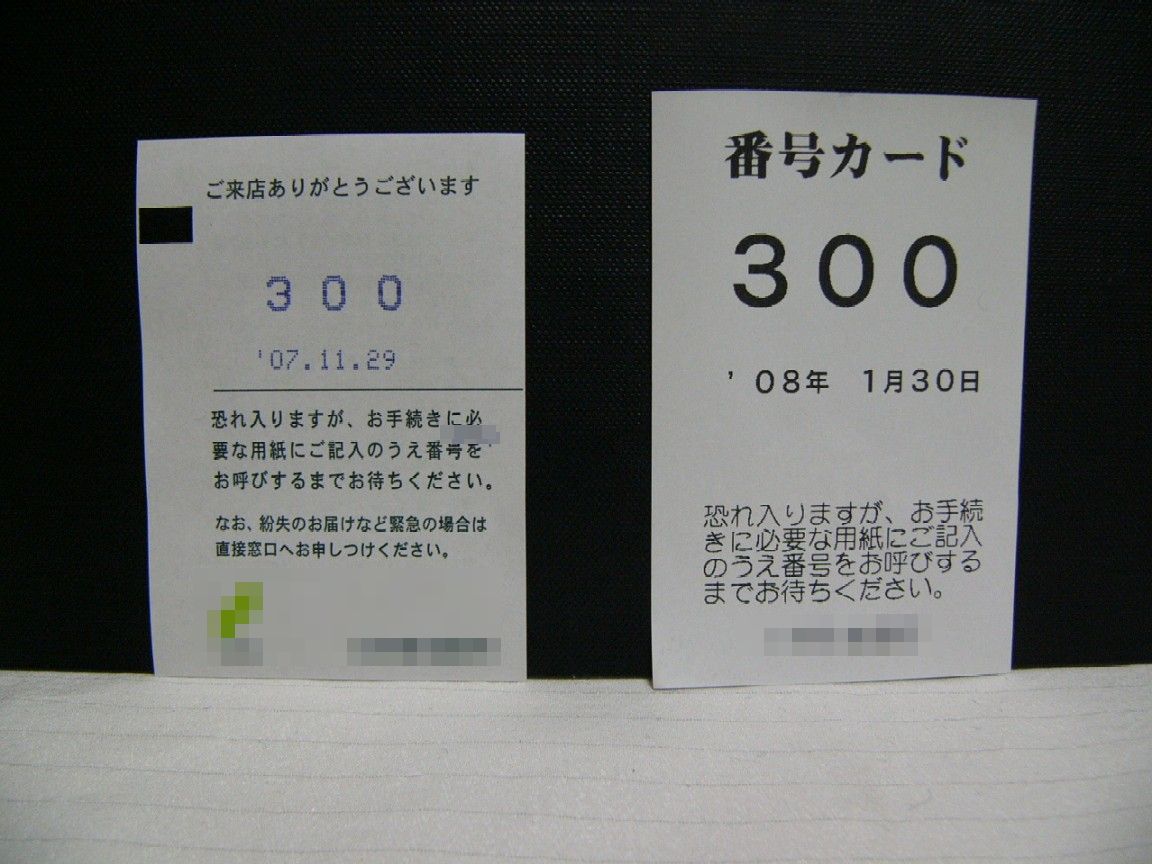 ご来店ありがとうございます
300
'07.11.29
恐れ入りますが、お手続きに必
要な用紙にご記入のうえ番号を
お呼びするまでお待ちください。
なお、紛失のお届けなど緊急の場合は
直接窓口へお申しつけください。
番号カード
300
'08年 1月30日
恐れ入りますが、お手続
きに必要な用紙にご記入
のうえ番号をお呼びする
までお待ちください。